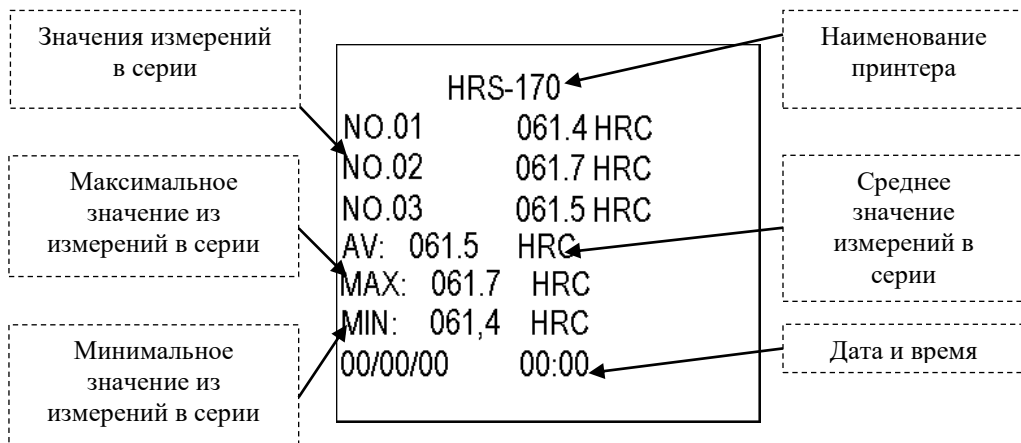 Значения измерений
в серии
Максимальное
значение из
измерений в серии
Минимальное
значение из
измерений в серии
HRS-170
NO.01 061.4 HRC
NO.02 061.7 HRC
NO.03 061.5 HRC
AV: 061.5 HRC
MAX: 061.7 HRC
MIN: 061,4 HRC
00/00/00 00:00
Наименование
принтера
Среднее
значение
измерений в
серии
Дата и время